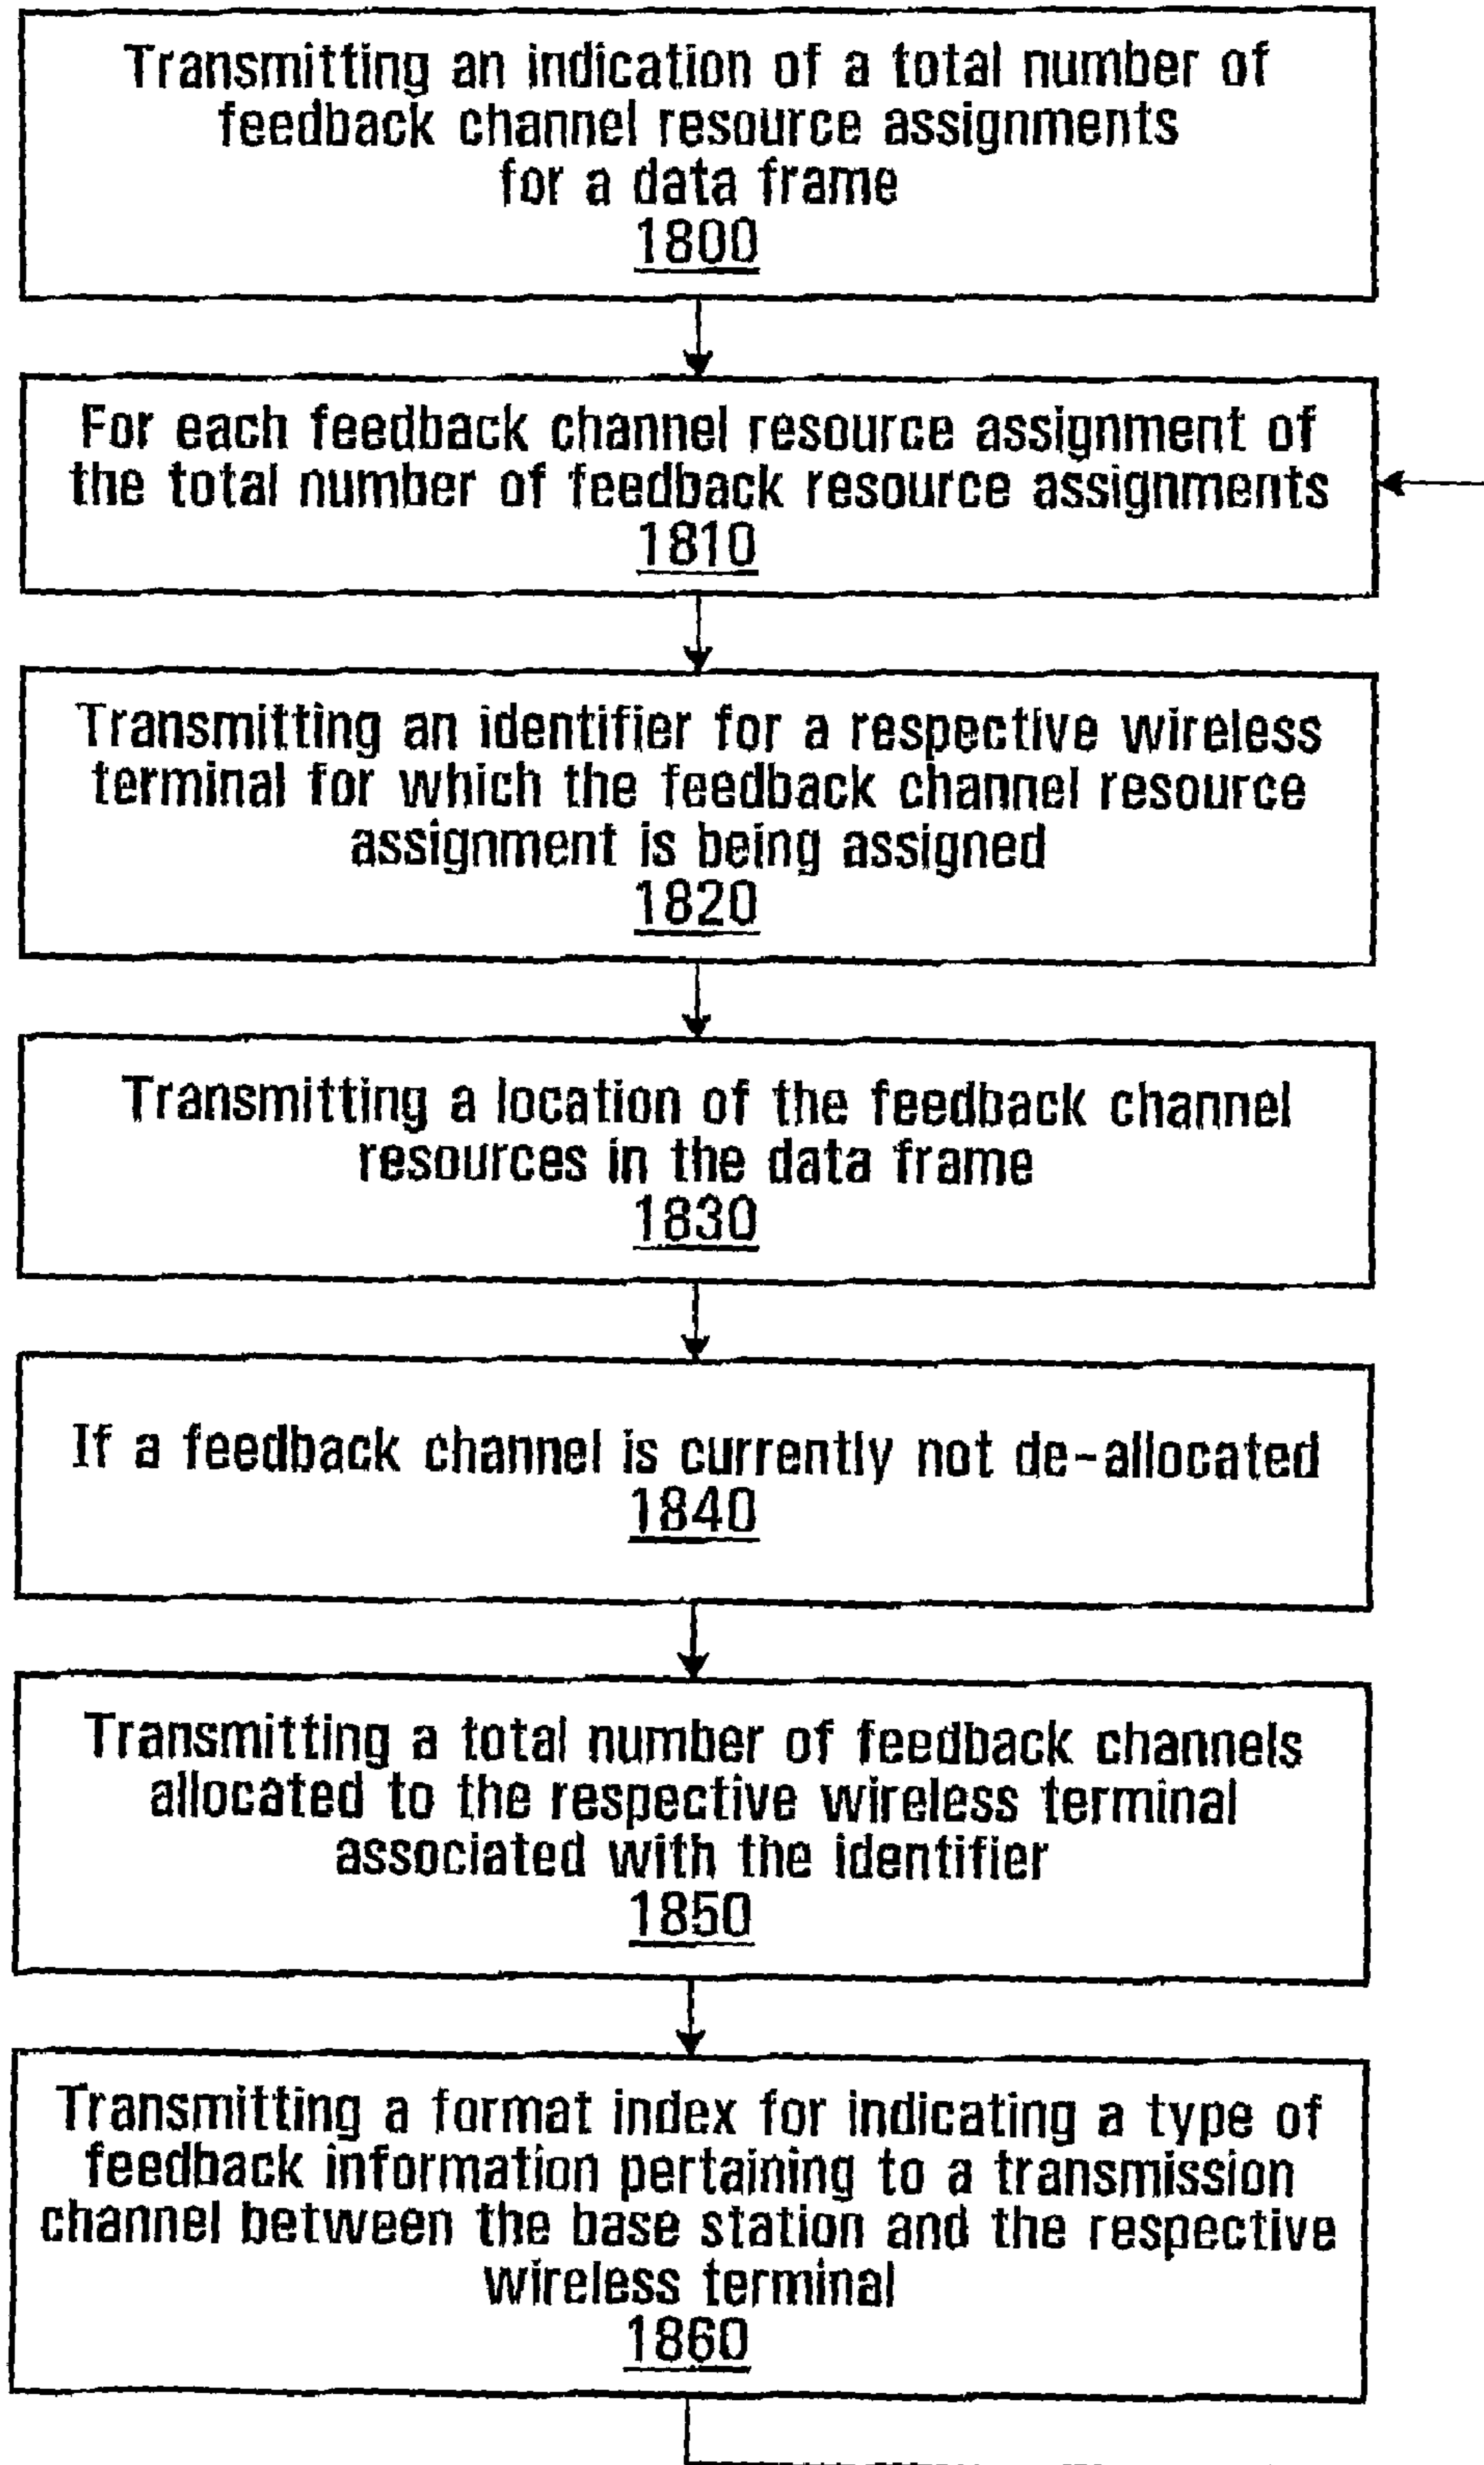 Transmitting an indication of a total number of
feedback channel resource assignments
for a data frame
1800
For each feedback channel resource assignment of
the total number of feedback resource assignments
1810
Transmitting an identifier for a respective wireless
terminal for which the feedback channel resource
assignment is being assigned
1820
Transmitting a location of the feedback channel
resources in the data frame
1830
If a feedback channel is currently not de-allocated
1840
Transmitting a total number of feedback channels
allocated to the respective wireless terminal
associated with the identifier
1850
Transmitting a format index for indicating a type of
feedback information pertaining to a transmission
channel between the base station and the respective
wireless terminal
1860